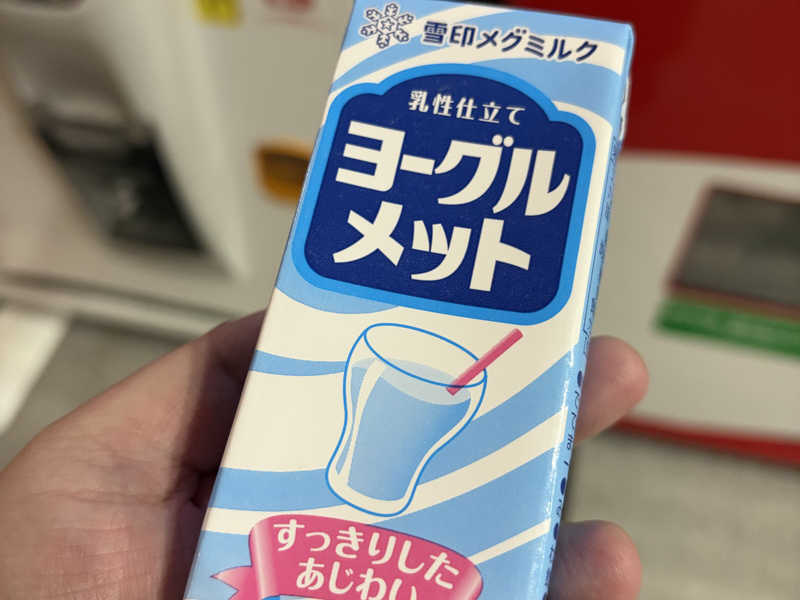 雪印メグミルク
乳性仕立て
ヨーグル
メット
すっきりした
あじわい